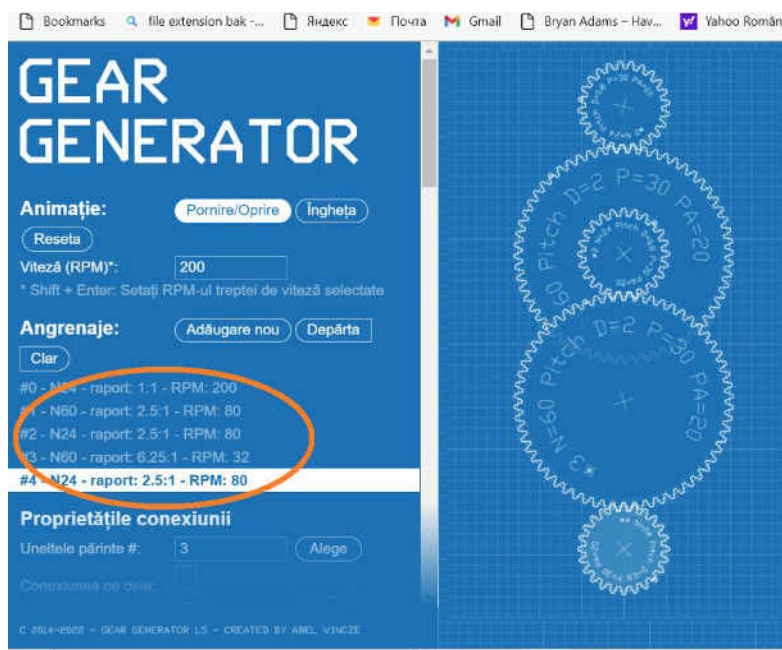 Bookmarks file extension bak -... Яндекс Почта Gmail Bryan Adams – Hav... Yahoo Român
GEAR
GENERATOR
Animație: Pornire/Oprire Îngheța
Reseta
Viteză (RPM)*: 200
* Shift + Enter: Setați RPM-ul treptei de viteză selectate
Angrenaje: Adăugare nou Depărta
Clar
#0 - N24 - raport: 1:1 - RPM: 200
#1 - N60 - raport: 2.5:1 - RPM: 80
#2 - N24 - raport: 2.5:1 - RPM: 80
#3 - N60 - raport: 6.25:1 - RPM: 32
#4 - N24 - raport: 2.5:1 - RPM: 80
Proprietățile conexiunii
Uneltele părinte #: 3 Alege
Conexiunea pe
© 2014-2022 - GEAR GENERATOR 1.5 - CREATED BY ABEL VINCZE
60 Pitch D=2 P=30 PA=20
#3 N=60 Pitch D=2 P=30 PA=20